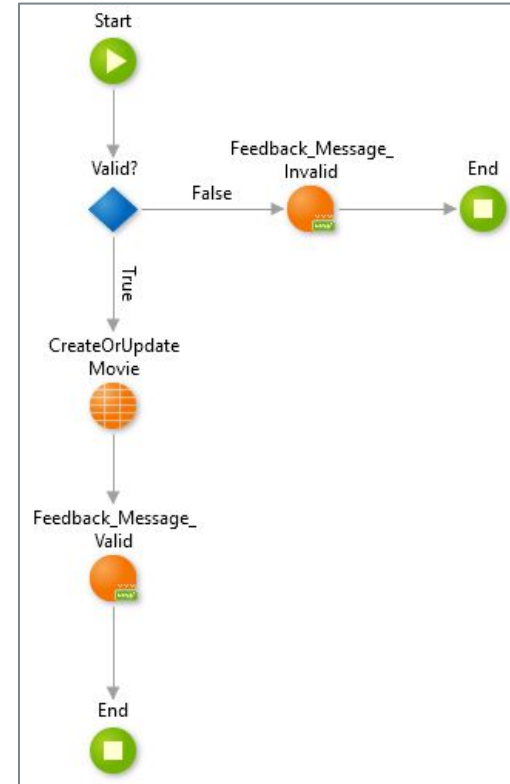 Start
Valid?
False
Feedback_Message_
Invalid
End
True
CreateOrUpdate
Movie
Feedback_Message_
Valid
End